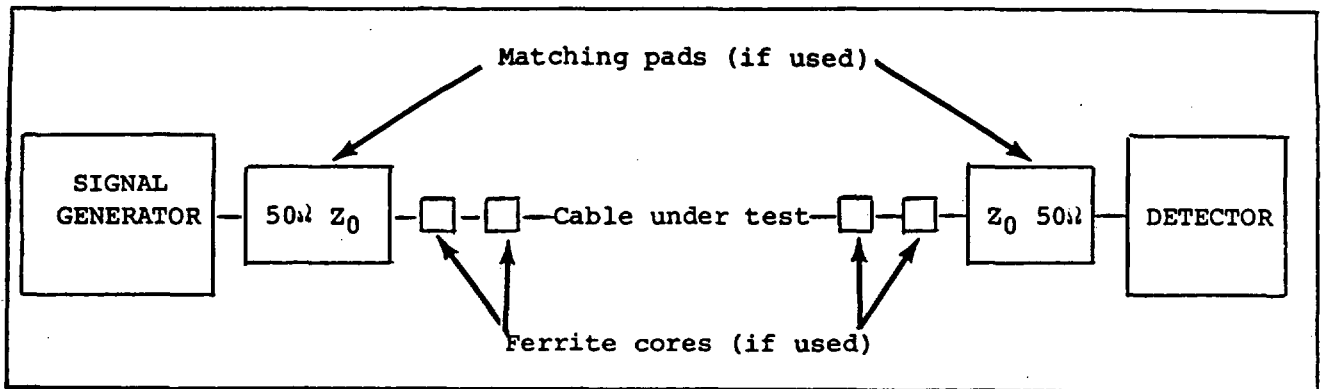 Matching pads (if used)
SIGNAL
GENERATOR
50Ω Z0
Cable under test
Z0 50Ω
DETECTOR
Ferrite cores (if used)